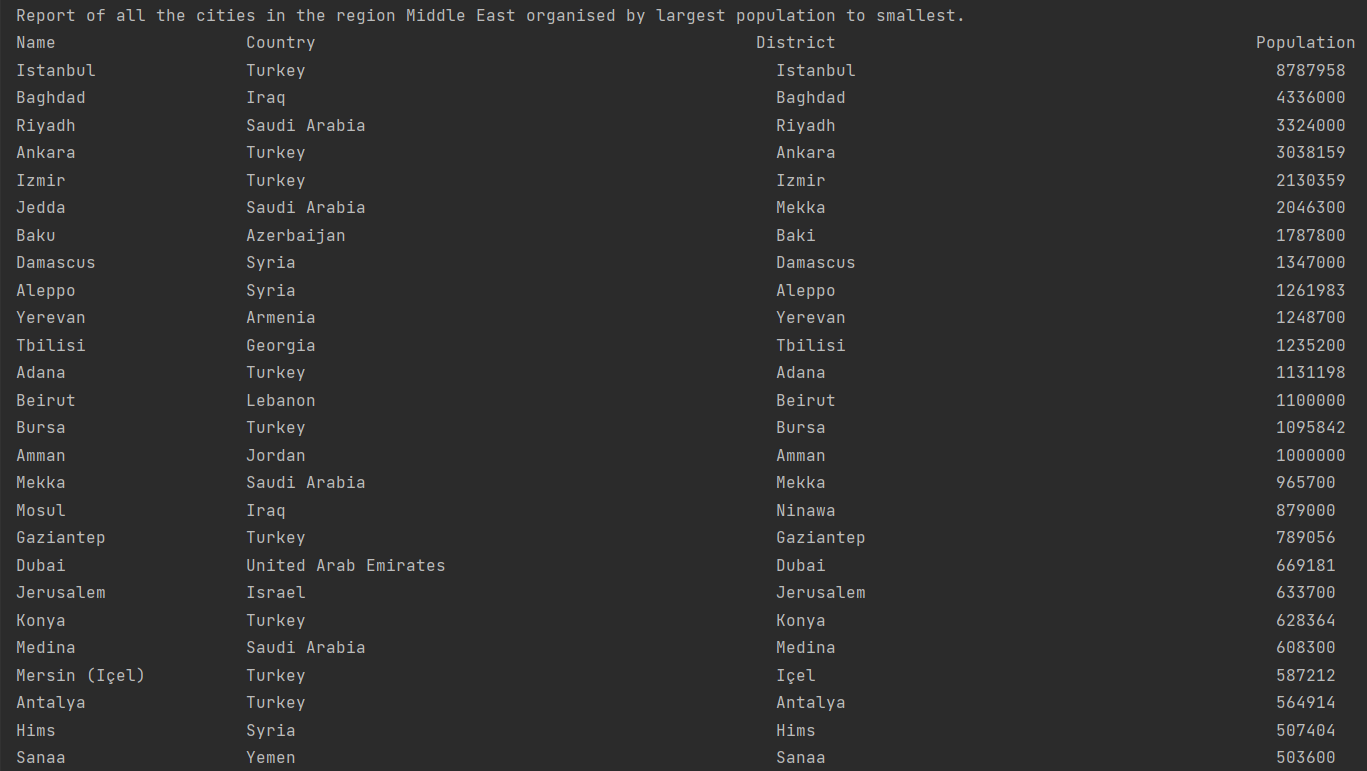 Report of all the cities in the region Middle East organised by largest population to smallest.
Name Country District Population
Istanbul Turkey Istanbul 8787958
Baghdad Iraq Baghdad 4336000
Riyadh Saudi Arabia Riyadh 3324000
Ankara Turkey Ankara 3038159
Izmir Turkey Izmir 2130359
Jedda Saudi Arabia Mekka 2046300
Baku Azerbaijan Baki 1787800
Damascus Syria Damascus 1347000
Aleppo Syria Aleppo 1261983
Yerevan Armenia Yerevan 1248700
Tbilisi Georgia Tbilisi 1235200
Adana Turkey Adana 1131198
Beirut Lebanon Beirut 1100000
Bursa Turkey Bursa 1095842
Amman Jordan Amman 1000000
Mekka Saudi Arabia Mekka 965700
Mosul Iraq Ninawa 879000
Gaziantep Turkey Gaziantep 789056
Dubai United Arab Emirates Dubai 669181
Jerusalem Israel Jerusalem 633700
Konya Turkey Konya 628364
Medina Saudi Arabia Medina 608300
Mersin (Içel) Turkey Içel 587212
Antalya Turkey Antalya 564914
Hims Syria Hims 507404
Sanaa Yemen Sanaa 503600